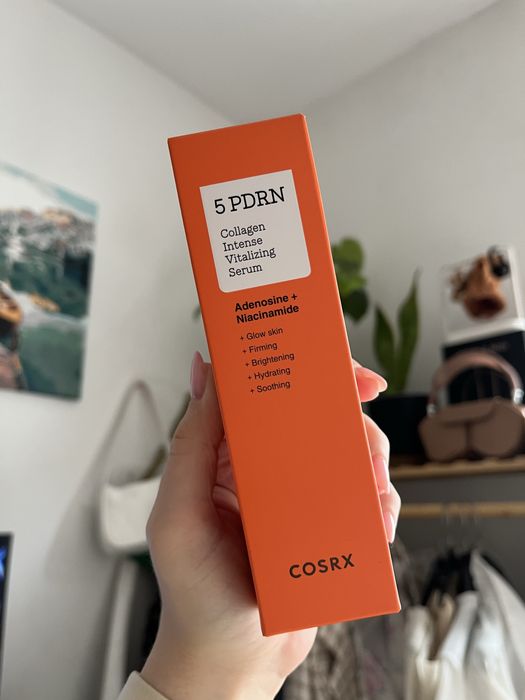 5 PDRN
Collagen
Intense
Vitalizing
Serum
Adenosine +
Niacinamide
+ Glow skin
+ Firming
+ Brightening
+ Hydrating
+ Soothing
COSRX